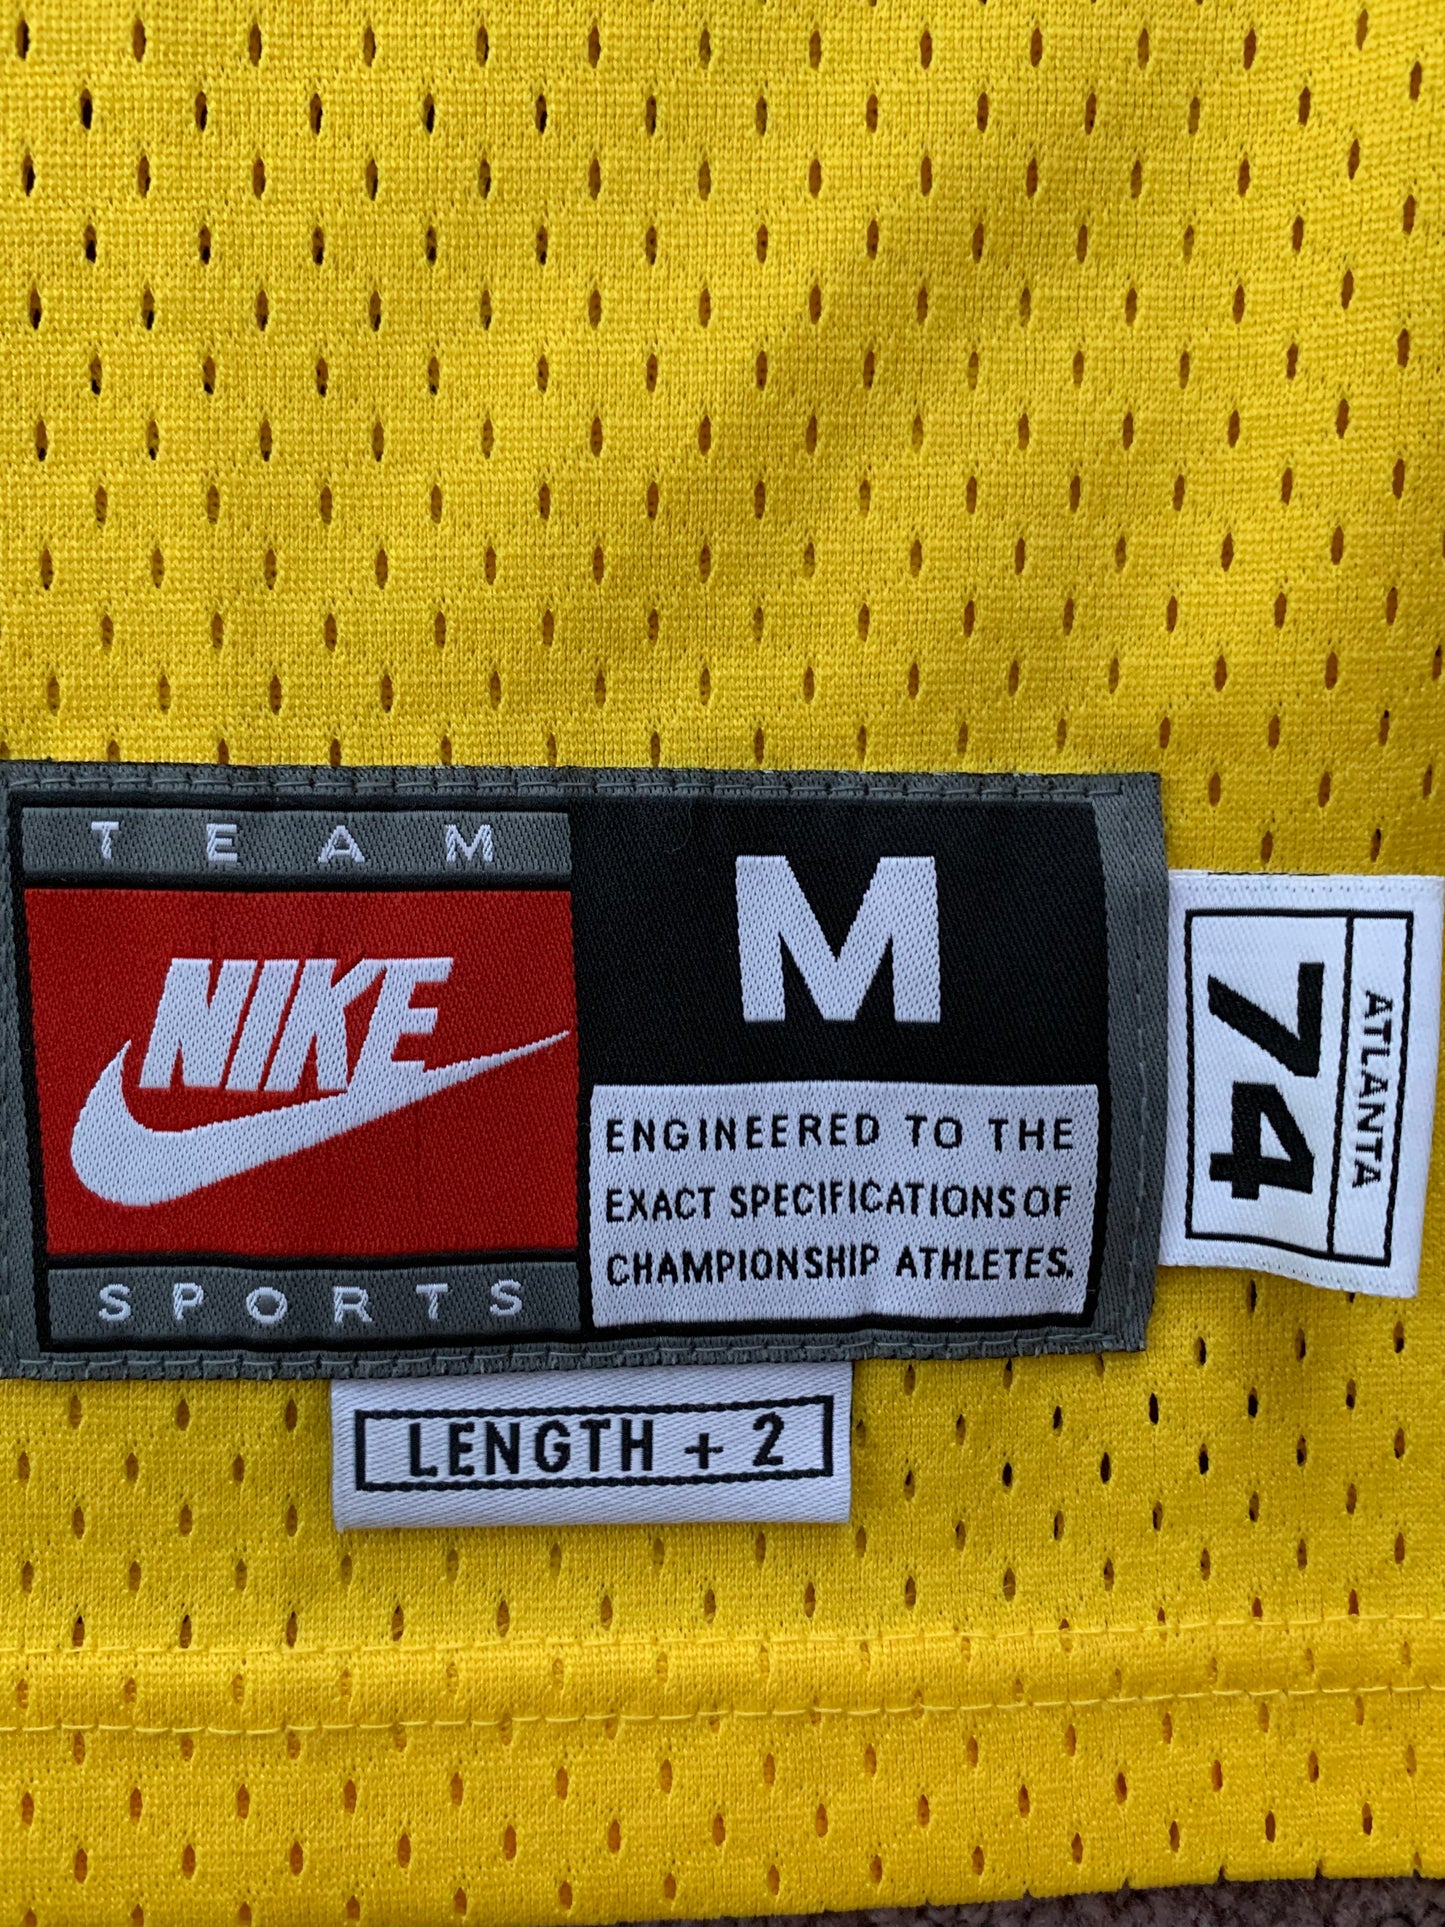 TEAM
NIKE
SPORTS
M
ENGINEERED TO THE
EXACT SPECIFICATIONS OF
CHAMPIONSHIP ATHLETES.
ATLANTA
74
LENGTH + 2